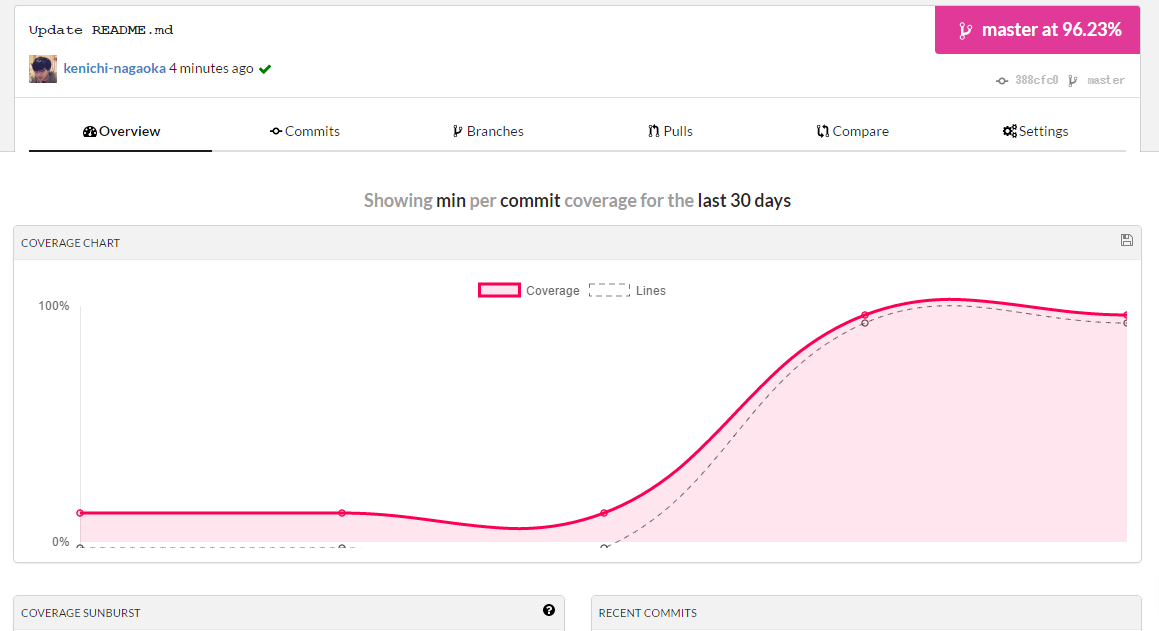 Update README.md
master at 96.23%
kenichi-nagaoka 4 minutes ago
388cfc0 master
Overview Commits Branches Pulls Compare Settings
Showing min per commit coverage for the last 30 days
COVERAGE CHART
Coverage Lines
100%
0%
COVERAGE SUNBURST ?
RECENT COMMITS